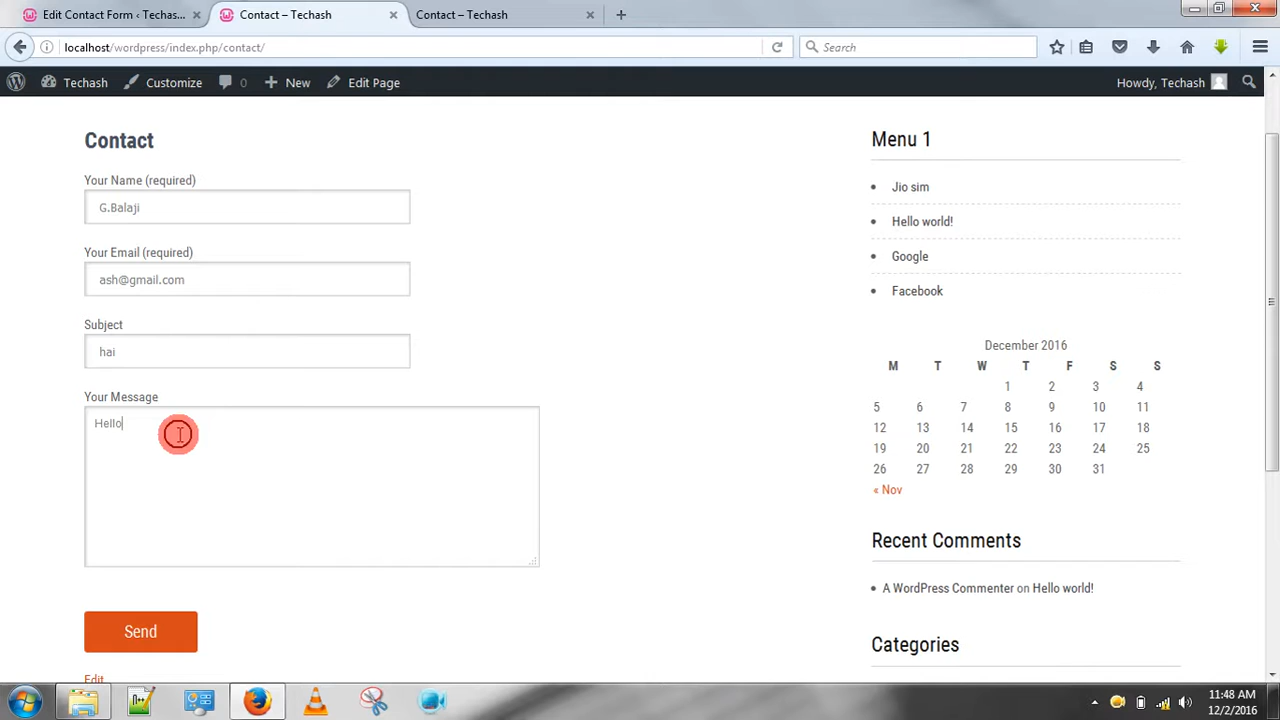 Edit Contact Form ‹ Techas...
Contact – Techash
Contact – Techash
localhost/wordpress/index.php/contact/
Search
Techash
Customize
0
New
Edit Page
Howdy, Techash
Contact
Your Name (required)
G.Balaji
Your Email (required)
ash@gmail.com
Subject
hai
Your Message
Hello
Send
Edit
Menu 1
Jio sim
Hello world!
Google
Facebook
December 2016
M T W T F S S
1 2 3 4
5 6 7 8 9 10 11
12 13 14 15 16 17 18
19 20 21 22 23 24 25
26 27 28 29 30 31
« Nov
Recent Comments
A WordPress Commenter on Hello world!
Categories
11:48 AM
12/2/2016